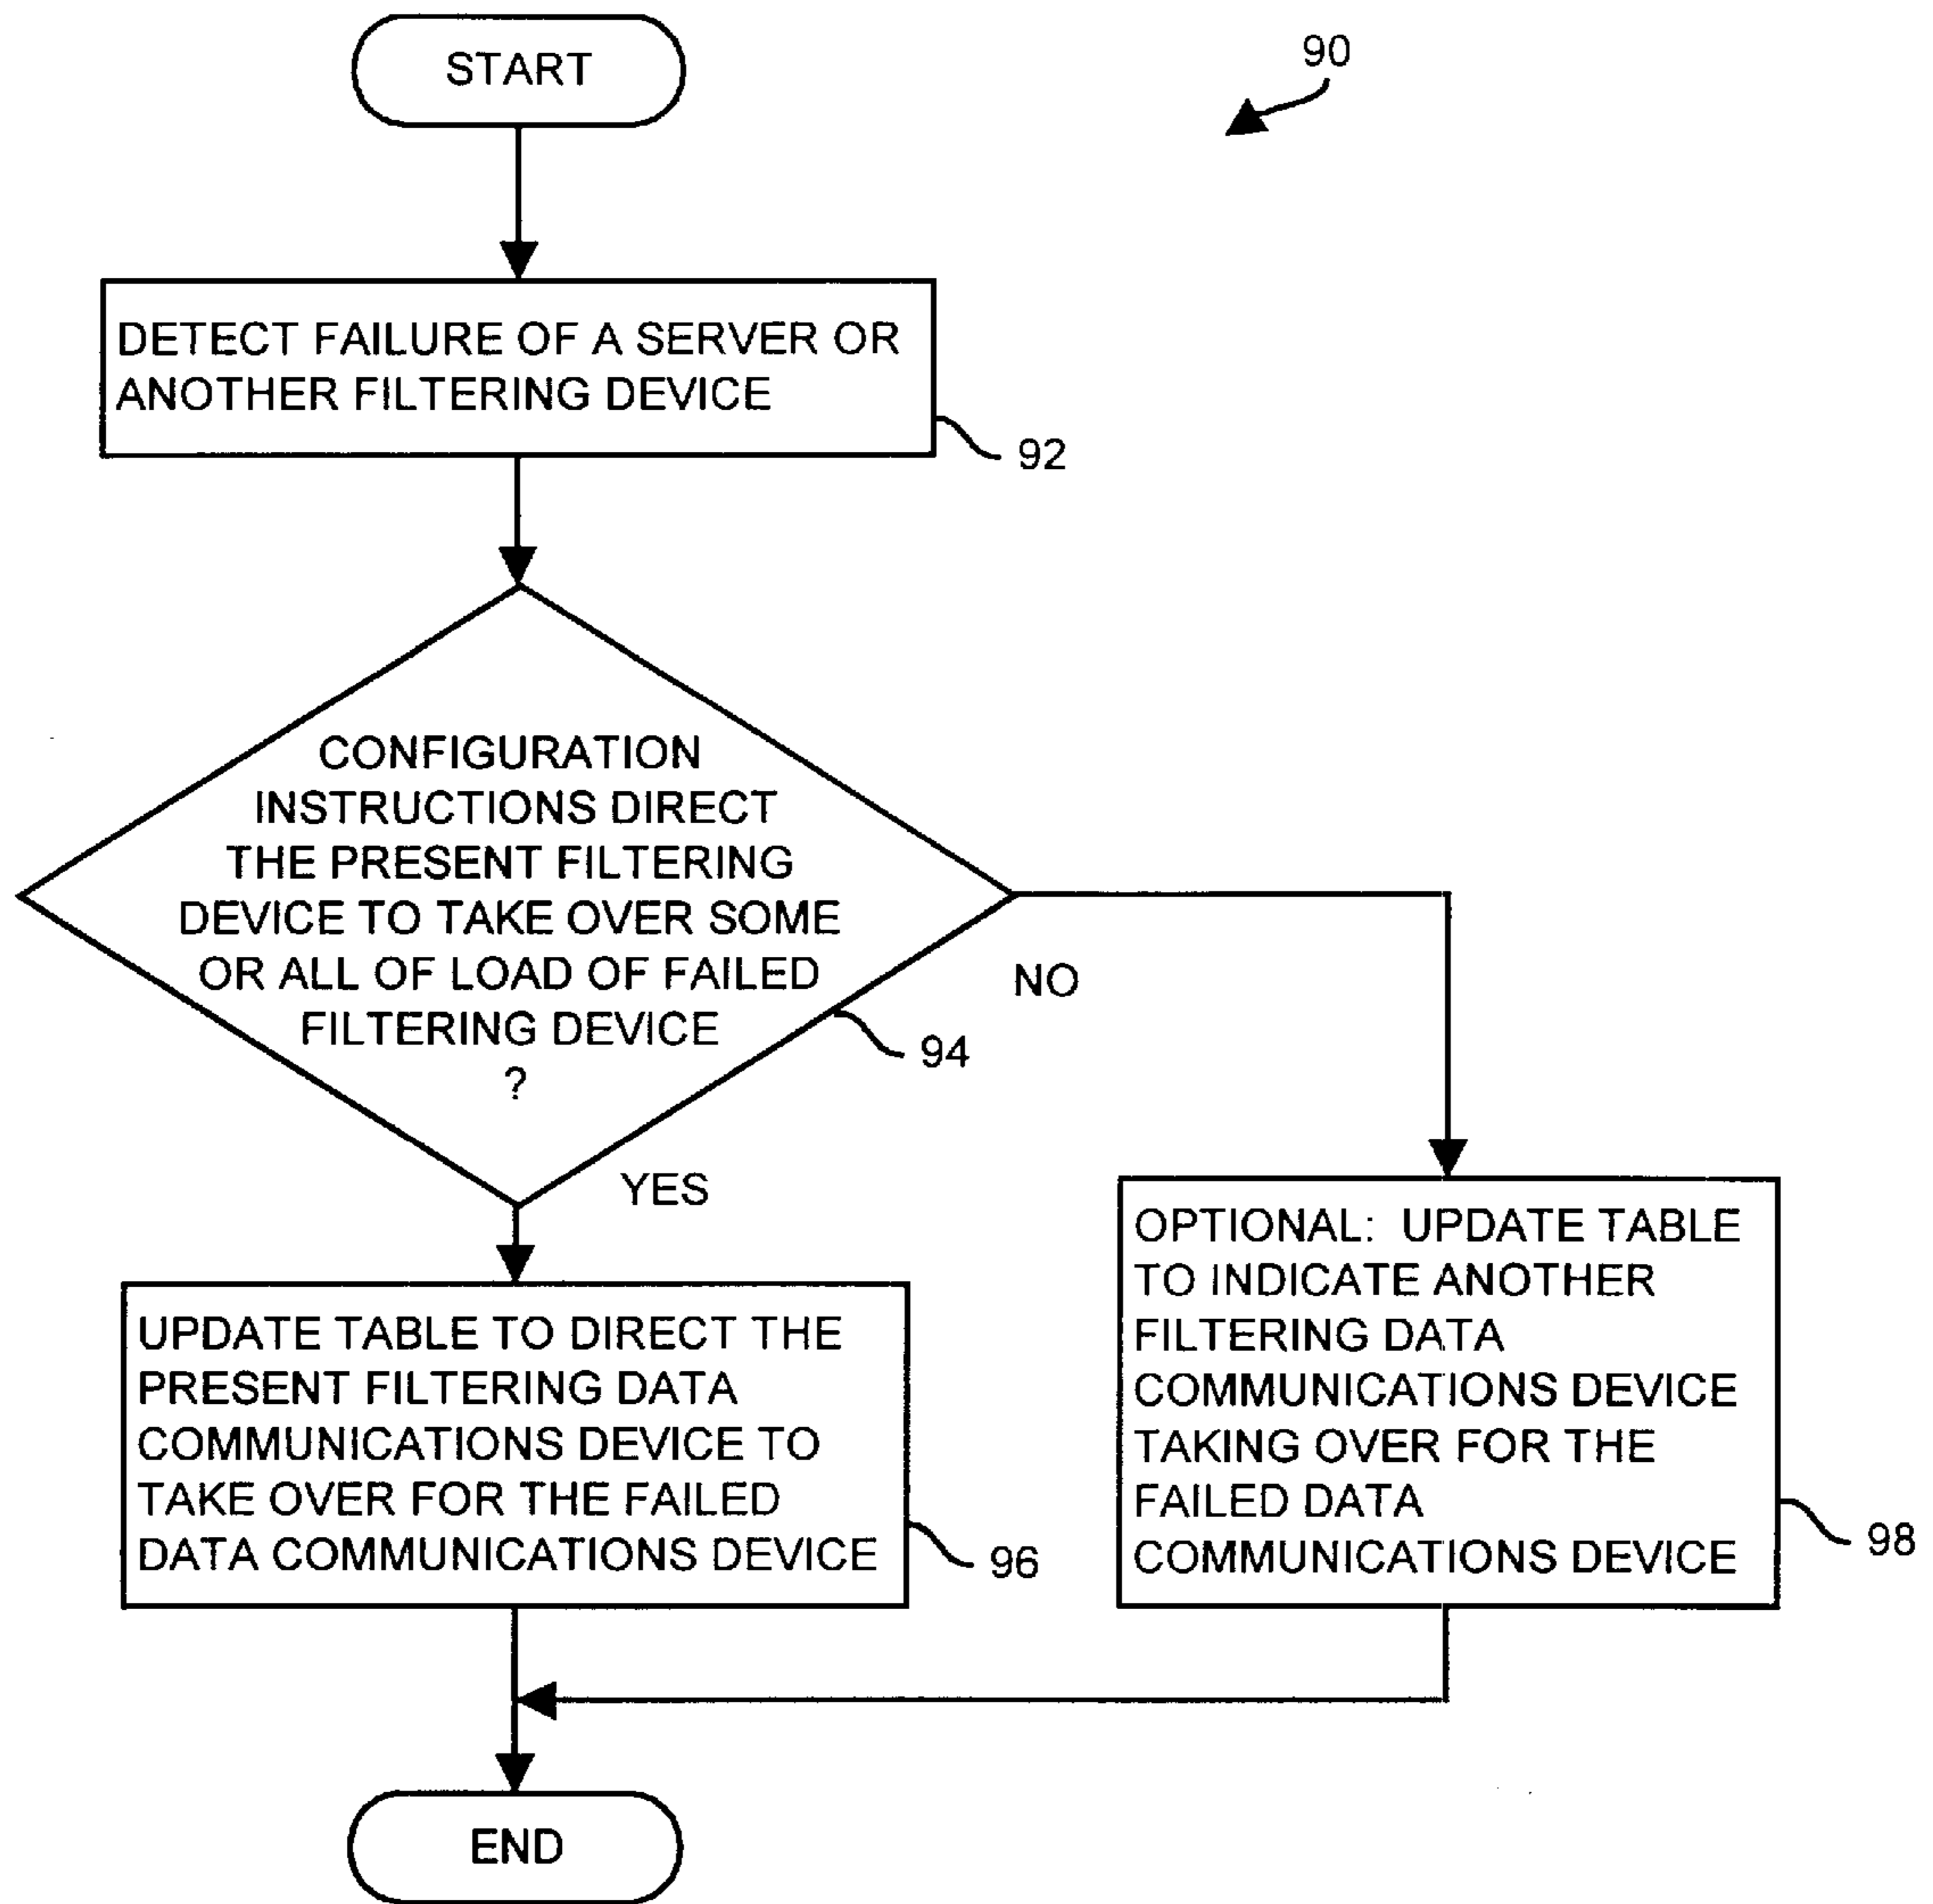 START
90
DETECT FAILURE OF A SERVER OR
ANOTHER FILTERING DEVICE
92
CONFIGURATION
INSTRUCTIONS DIRECT
THE PRESENT FILTERING
DEVICE TO TAKE OVER SOME
OR ALL OF LOAD OF FAILED
FILTERING DEVICE
?
94
NO
YES
UPDATE TABLE TO DIRECT THE
PRESENT FILTERING DATA
COMMUNICATIONS DEVICE TO
TAKE OVER FOR THE FAILED
DATA COMMUNICATIONS DEVICE
96
OPTIONAL: UPDATE TABLE
TO INDICATE ANOTHER
FILTERING DATA
COMMUNICATIONS DEVICE
TAKING OVER FOR THE
FAILED DATA
COMMUNICATIONS DEVICE
98
END